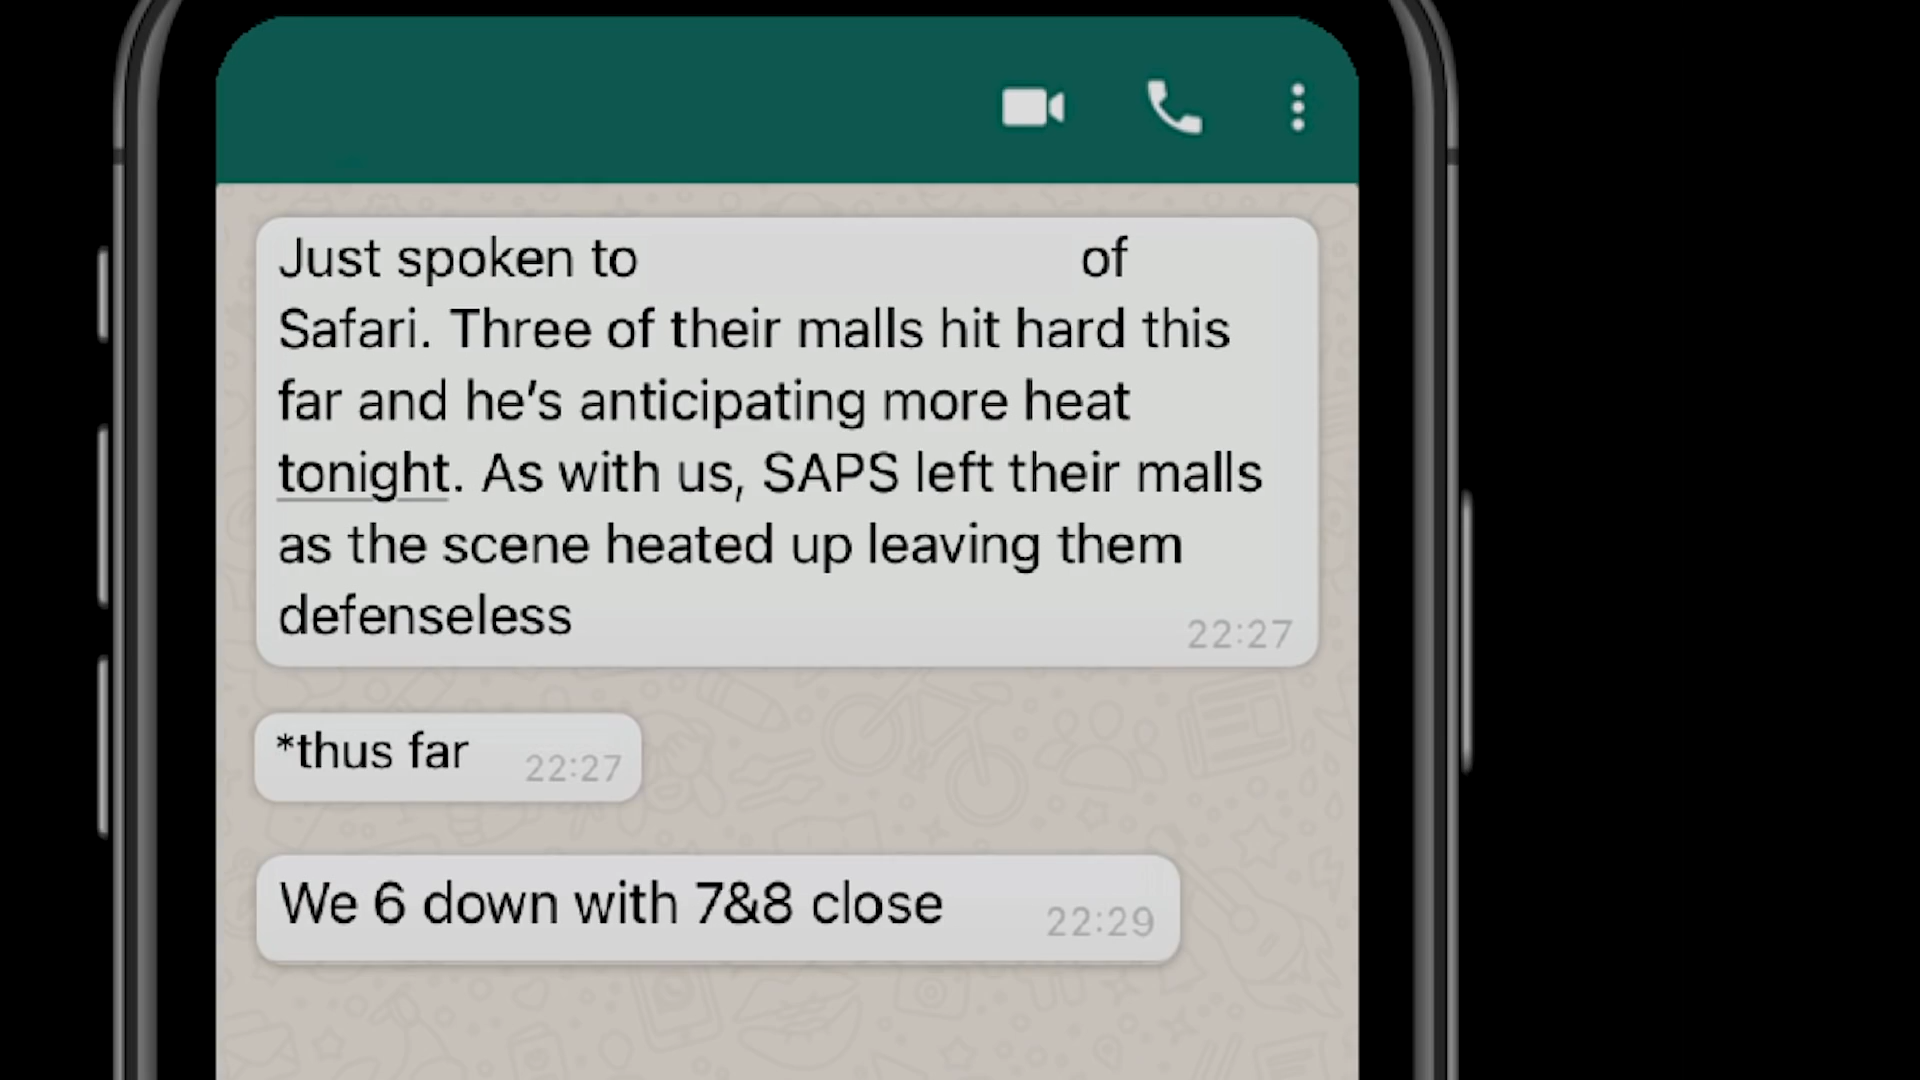 Just spoken to of
Safari. Three of their malls hit hard this
far and he's anticipating more heat
tonight. As with us, SAPS left their malls
as the scene heated up leaving them
defenseless
22:27
*thus far 22:27
We 6 down with 7&8 close 22:29